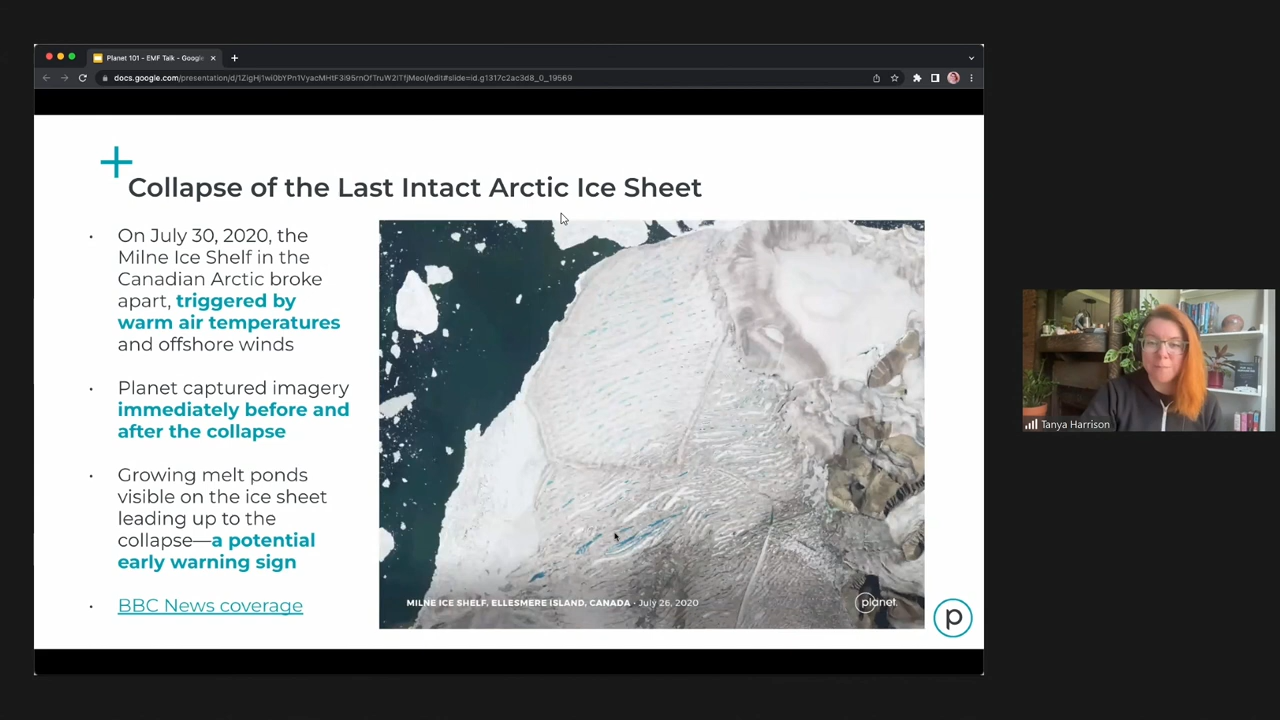 Planet 101 - EMF Talk - Google
Collapse of the Last Intact Arctic Ice Sheet
On July 30, 2020, the
Milne Ice Shelf in the
Canadian Arctic broke
apart, triggered by
warm air temperatures
and offshore winds
Planet captured imagery
immediately before and
after the collapse
Growing melt ponds
visible on the ice sheet
leading up to the
collapse—a potential
early warning sign
BBC News coverage
MILNE ICE SHELF, ELLESMERE ISLAND, CANADA · July 26, 2020
planet.
p
Tanya Harrison